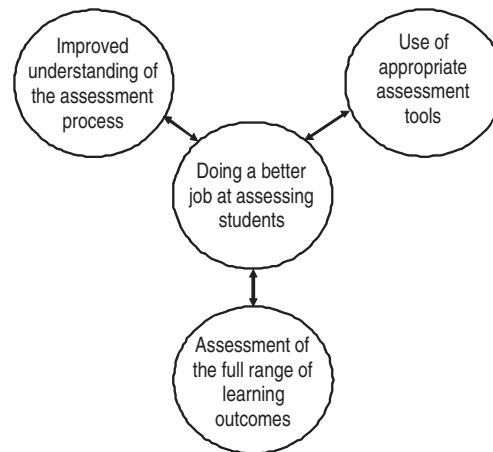 Improved
understanding of
the assessment
process
Use of
appropriate
assessment
tools
Doing a better
job at assessing
students
Assessment of
the full range of
learning
outcomes